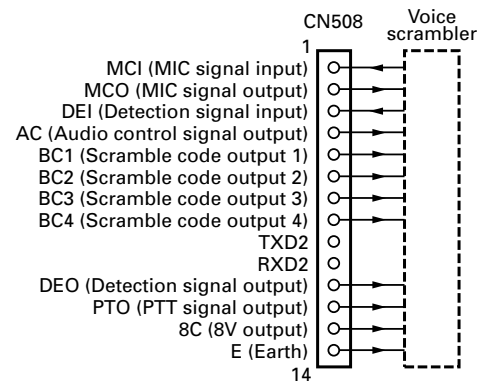 CN508
Voice
scrambler
1
MCI (MIC signal input)
MCO (MIC signal output)
DEI (Detection signal input)
AC (Audio control signal output)
BC1 (Scramble code output 1)
BC2 (Scramble code output 2)
BC3 (Scramble code output 3)
BC4 (Scramble code output 4)
TXD2
RXD2
DEO (Detection signal output)
PTO (PTT signal output)
8C (8V output)
E (Earth)
14